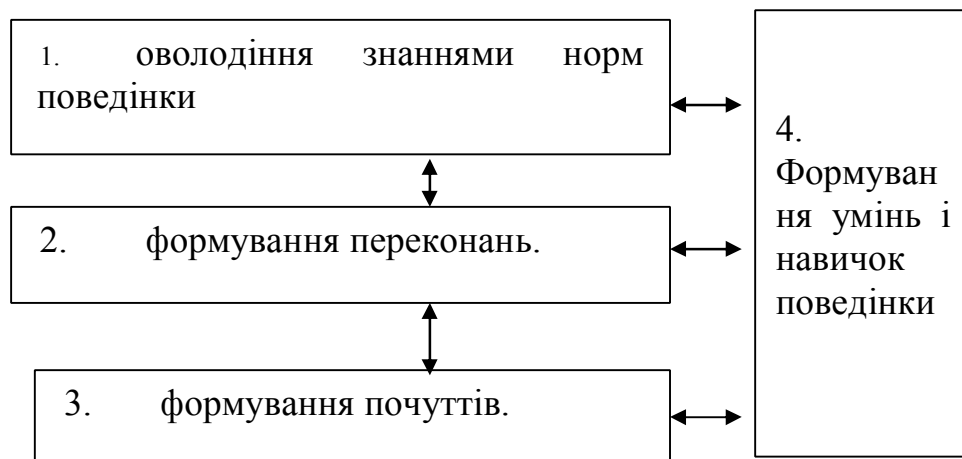 1. оволодіння знаннями норм
поведінки
2. формування переконань.
3. формування почуттів.
4.
Формуван
ня умінь і
навичок
поведінки